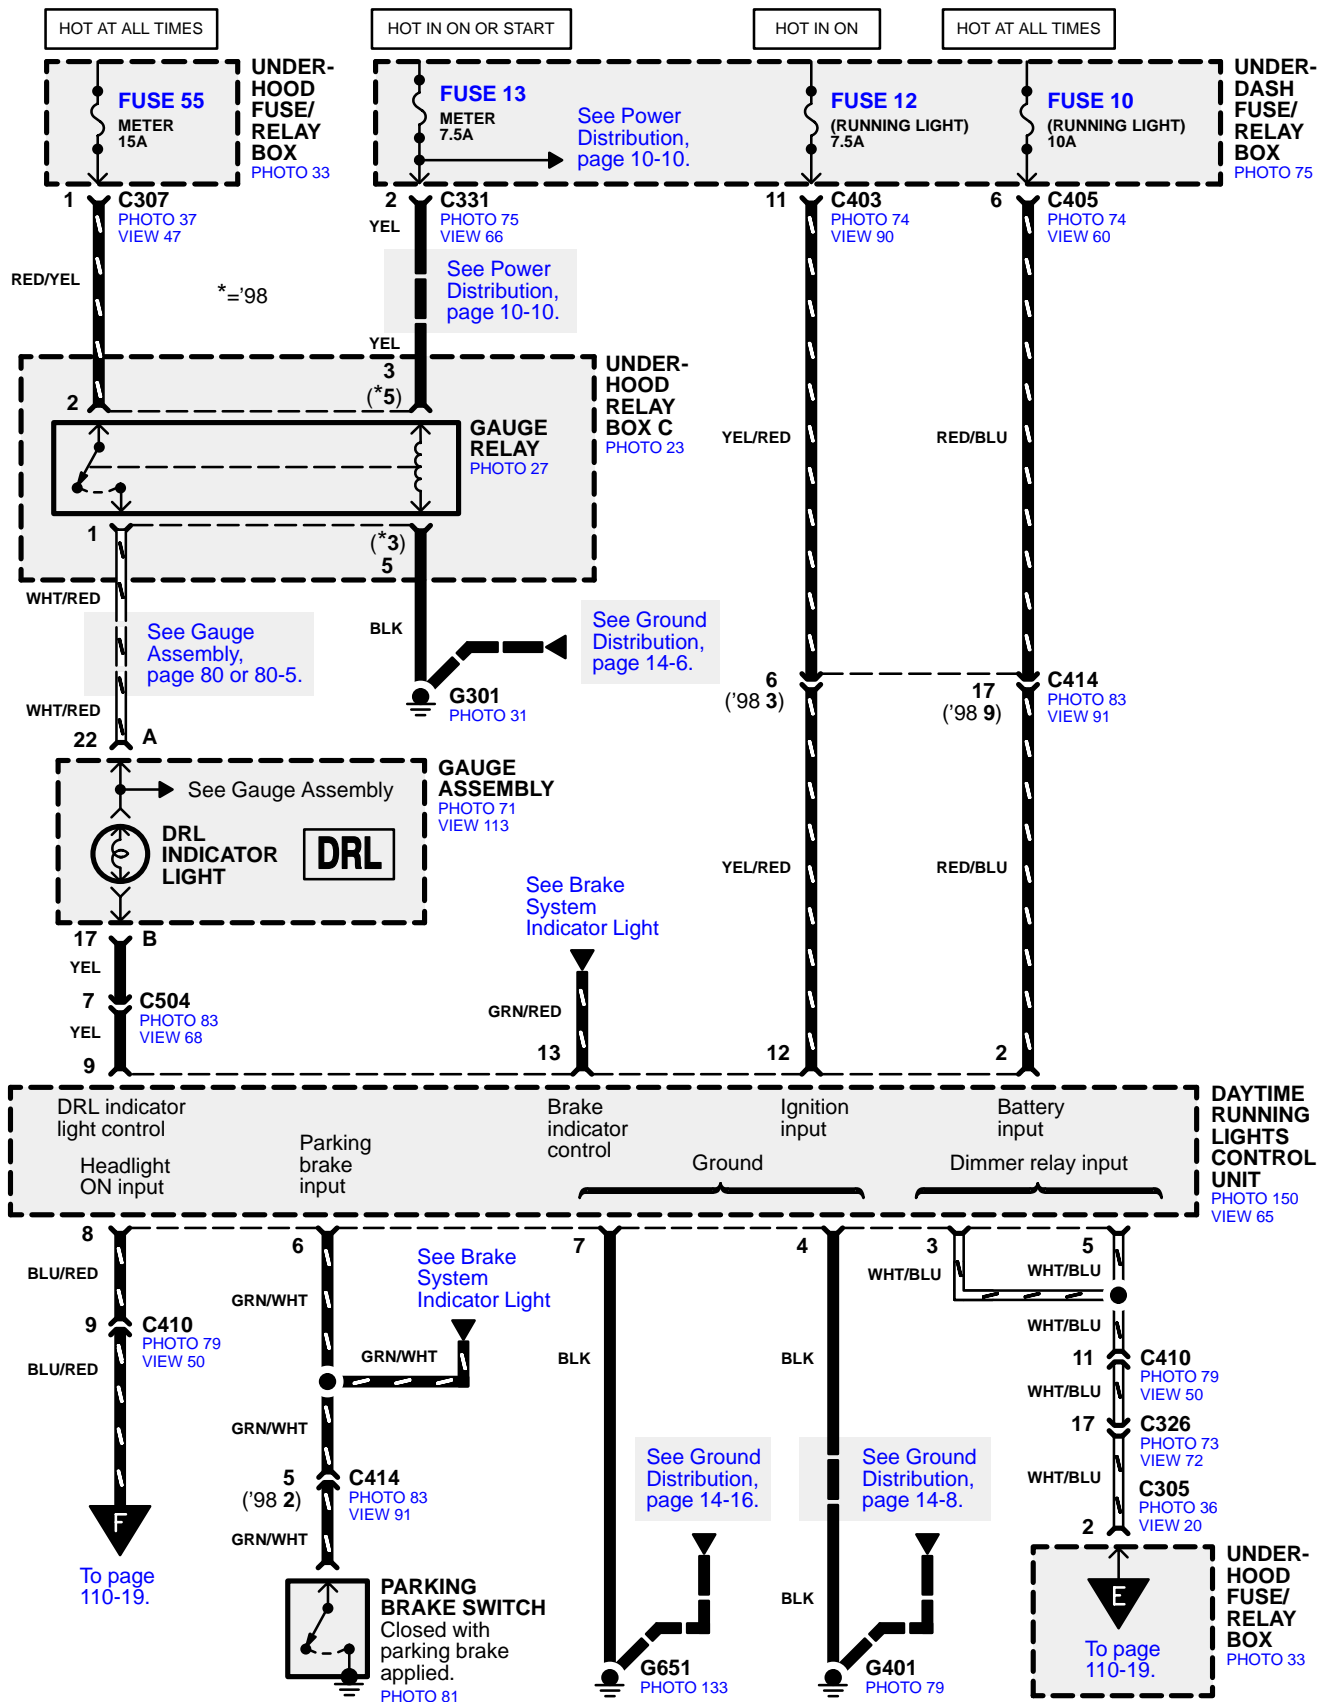 HOT AT ALL TIMES
HOT IN ON OR START
HOT IN ON
HOT AT ALL TIMES
FUSE 55
METER
15A
UNDER-
HOOD
FUSE/
RELAY
BOX
PHOTO 33
FUSE 13
METER
7.5A
See Power
Distribution,
page 10-10.
FUSE 12
(RUNNING LIGHT)
7.5A
FUSE 10
(RUNNING LIGHT)
10A
UNDER-
DASH
FUSE/
RELAY
BOX
PHOTO 75
1
C307
PHOTO 37
VIEW 47
2
C331
PHOTO 75
VIEW 66
11
C403
PHOTO 74
VIEW 90
6
C405
PHOTO 74
VIEW 60
YEL
RED/YEL
*='98
See Power
Distribution,
page 10-10.
YEL
3
(*5)
2
UNDER-
HOOD
RELAY
BOX C
PHOTO 23
GAUGE
RELAY
PHOTO 27
YEL/RED
RED/BLU
1
(*3)
5
WHT/RED
See Gauge
Assembly,
page 80 or 80-5.
BLK
See Ground
Distribution,
page 14-6.
WHT/RED
G301
PHOTO 31
6
('98 3)
17
('98 9)
C414
PHOTO 83
VIEW 91
22
A
See Gauge Assembly
GAUGE
ASSEMBLY
PHOTO 71
VIEW 113
DRL
INDICATOR
LIGHT
DRL
YEL/RED
RED/BLU
See Brake
System
Indicator Light
17
B
YEL
7
C504
PHOTO 83
VIEW 68
YEL
GRN/RED
9
13
12
2
DRL indicator
light control
Brake
indicator
control
Ignition
input
Battery
input
Headlight
ON input
Parking
brake
input
Ground
Dimmer relay input
DAYTIME
RUNNING
LIGHTS
CONTROL
UNIT
PHOTO 150
VIEW 65
8
6
7
4
3
5
BLU/RED
GRN/WHT
See Brake
System
Indicator Light
WHT/BLU
WHT/BLU
9
C410
PHOTO 79
VIEW 50
BLU/RED
GRN/WHT
BLK
BLK
WHT/BLU
11
C410
PHOTO 79
VIEW 50
WHT/BLU
GRN/WHT
17
C326
PHOTO 73
VIEW 72
See Ground
Distribution,
page 14-16.
See Ground
Distribution,
page 14-8.
5
('98 2)
C414
PHOTO 83
VIEW 91
WHT/BLU
C305
PHOTO 36
VIEW 20
2
F
GRN/WHT
To page
110-19.
PARKING
BRAKE SWITCH
Closed with
parking brake
applied.
PHOTO 81
BLK
G651
PHOTO 133
G401
PHOTO 79
E
To page
110-19.
UNDER-
HOOD
FUSE/
RELAY
BOX
PHOTO 33